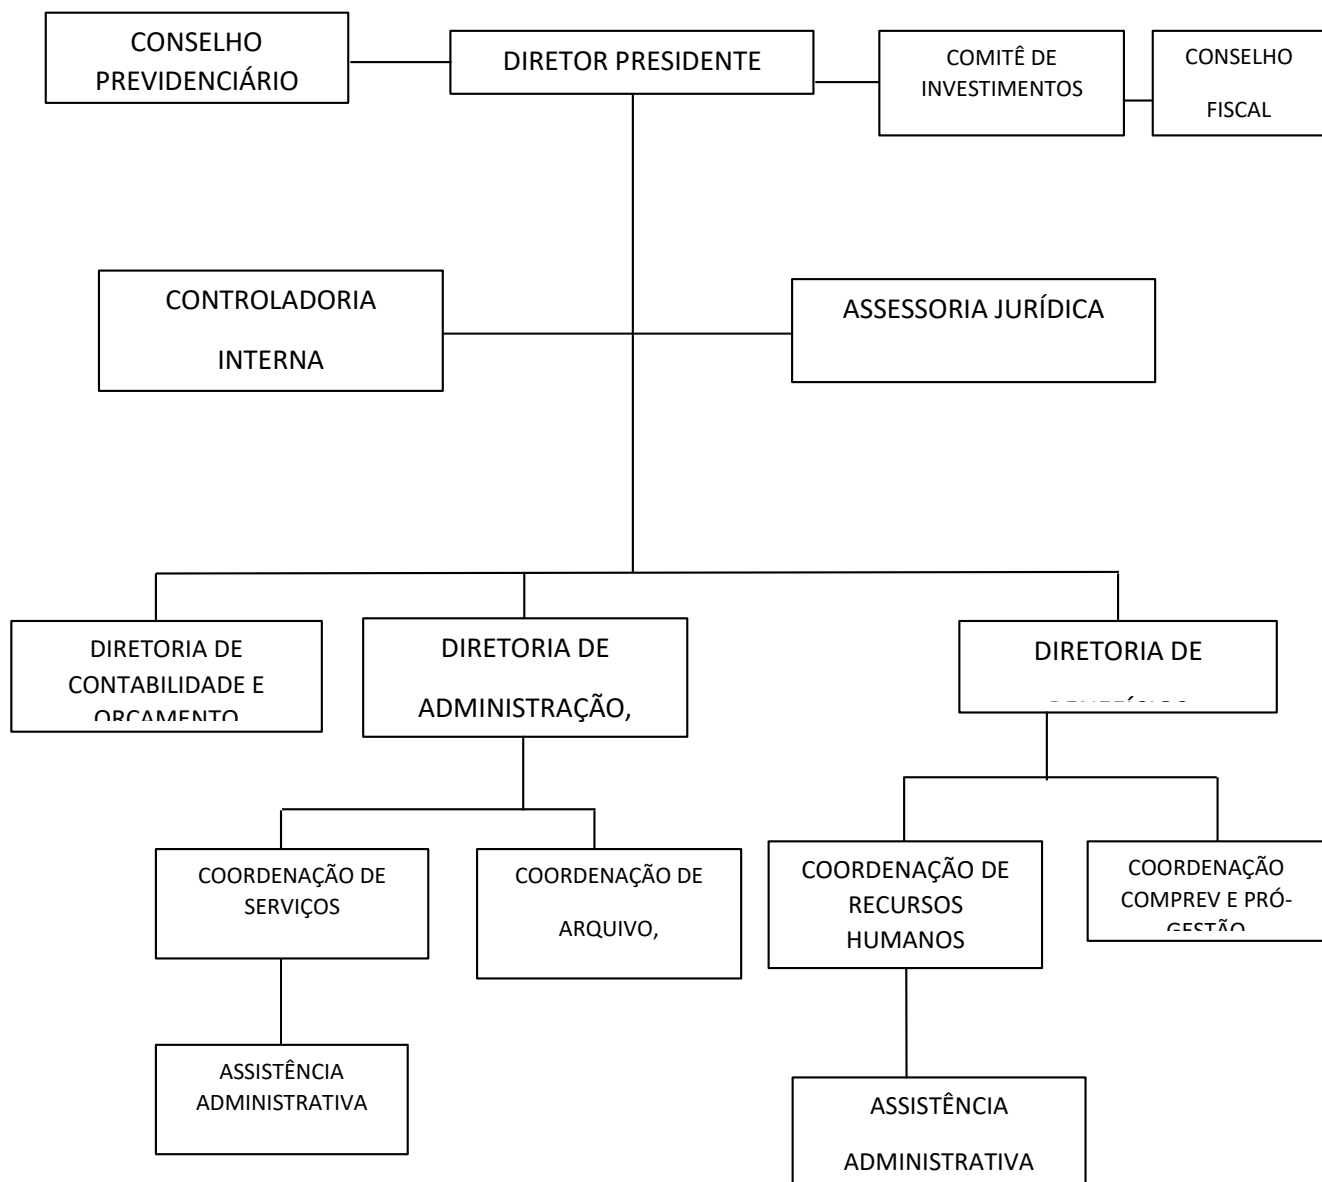 CONSELHO
PREVIDENCIÁRIO
DIRETOR PRESIDENTE
COMITÊ DE
INVESTIMENTOS
CONSELHO
FISCAL
CONTROLADORIA
INTERNA
ASSESSORIA JURÍDICA
DIRETORIA DE
CONTABILIDADE E
ORÇAMENTO
DIRETORIA DE
ADMINISTRAÇÃO,
DIRETORIA DE
COORDENAÇÃO DE
SERVIÇOS
COORDENAÇÃO DE
ARQUIVO,
COORDENAÇÃO DE
RECURSOS
HUMANOS
COORDENAÇÃO
COMPREV E PRÓ-
GESTÃO
ASSISTÊNCIA
ADMINISTRATIVA
ASSISTÊNCIA
ADMINISTRATIVA